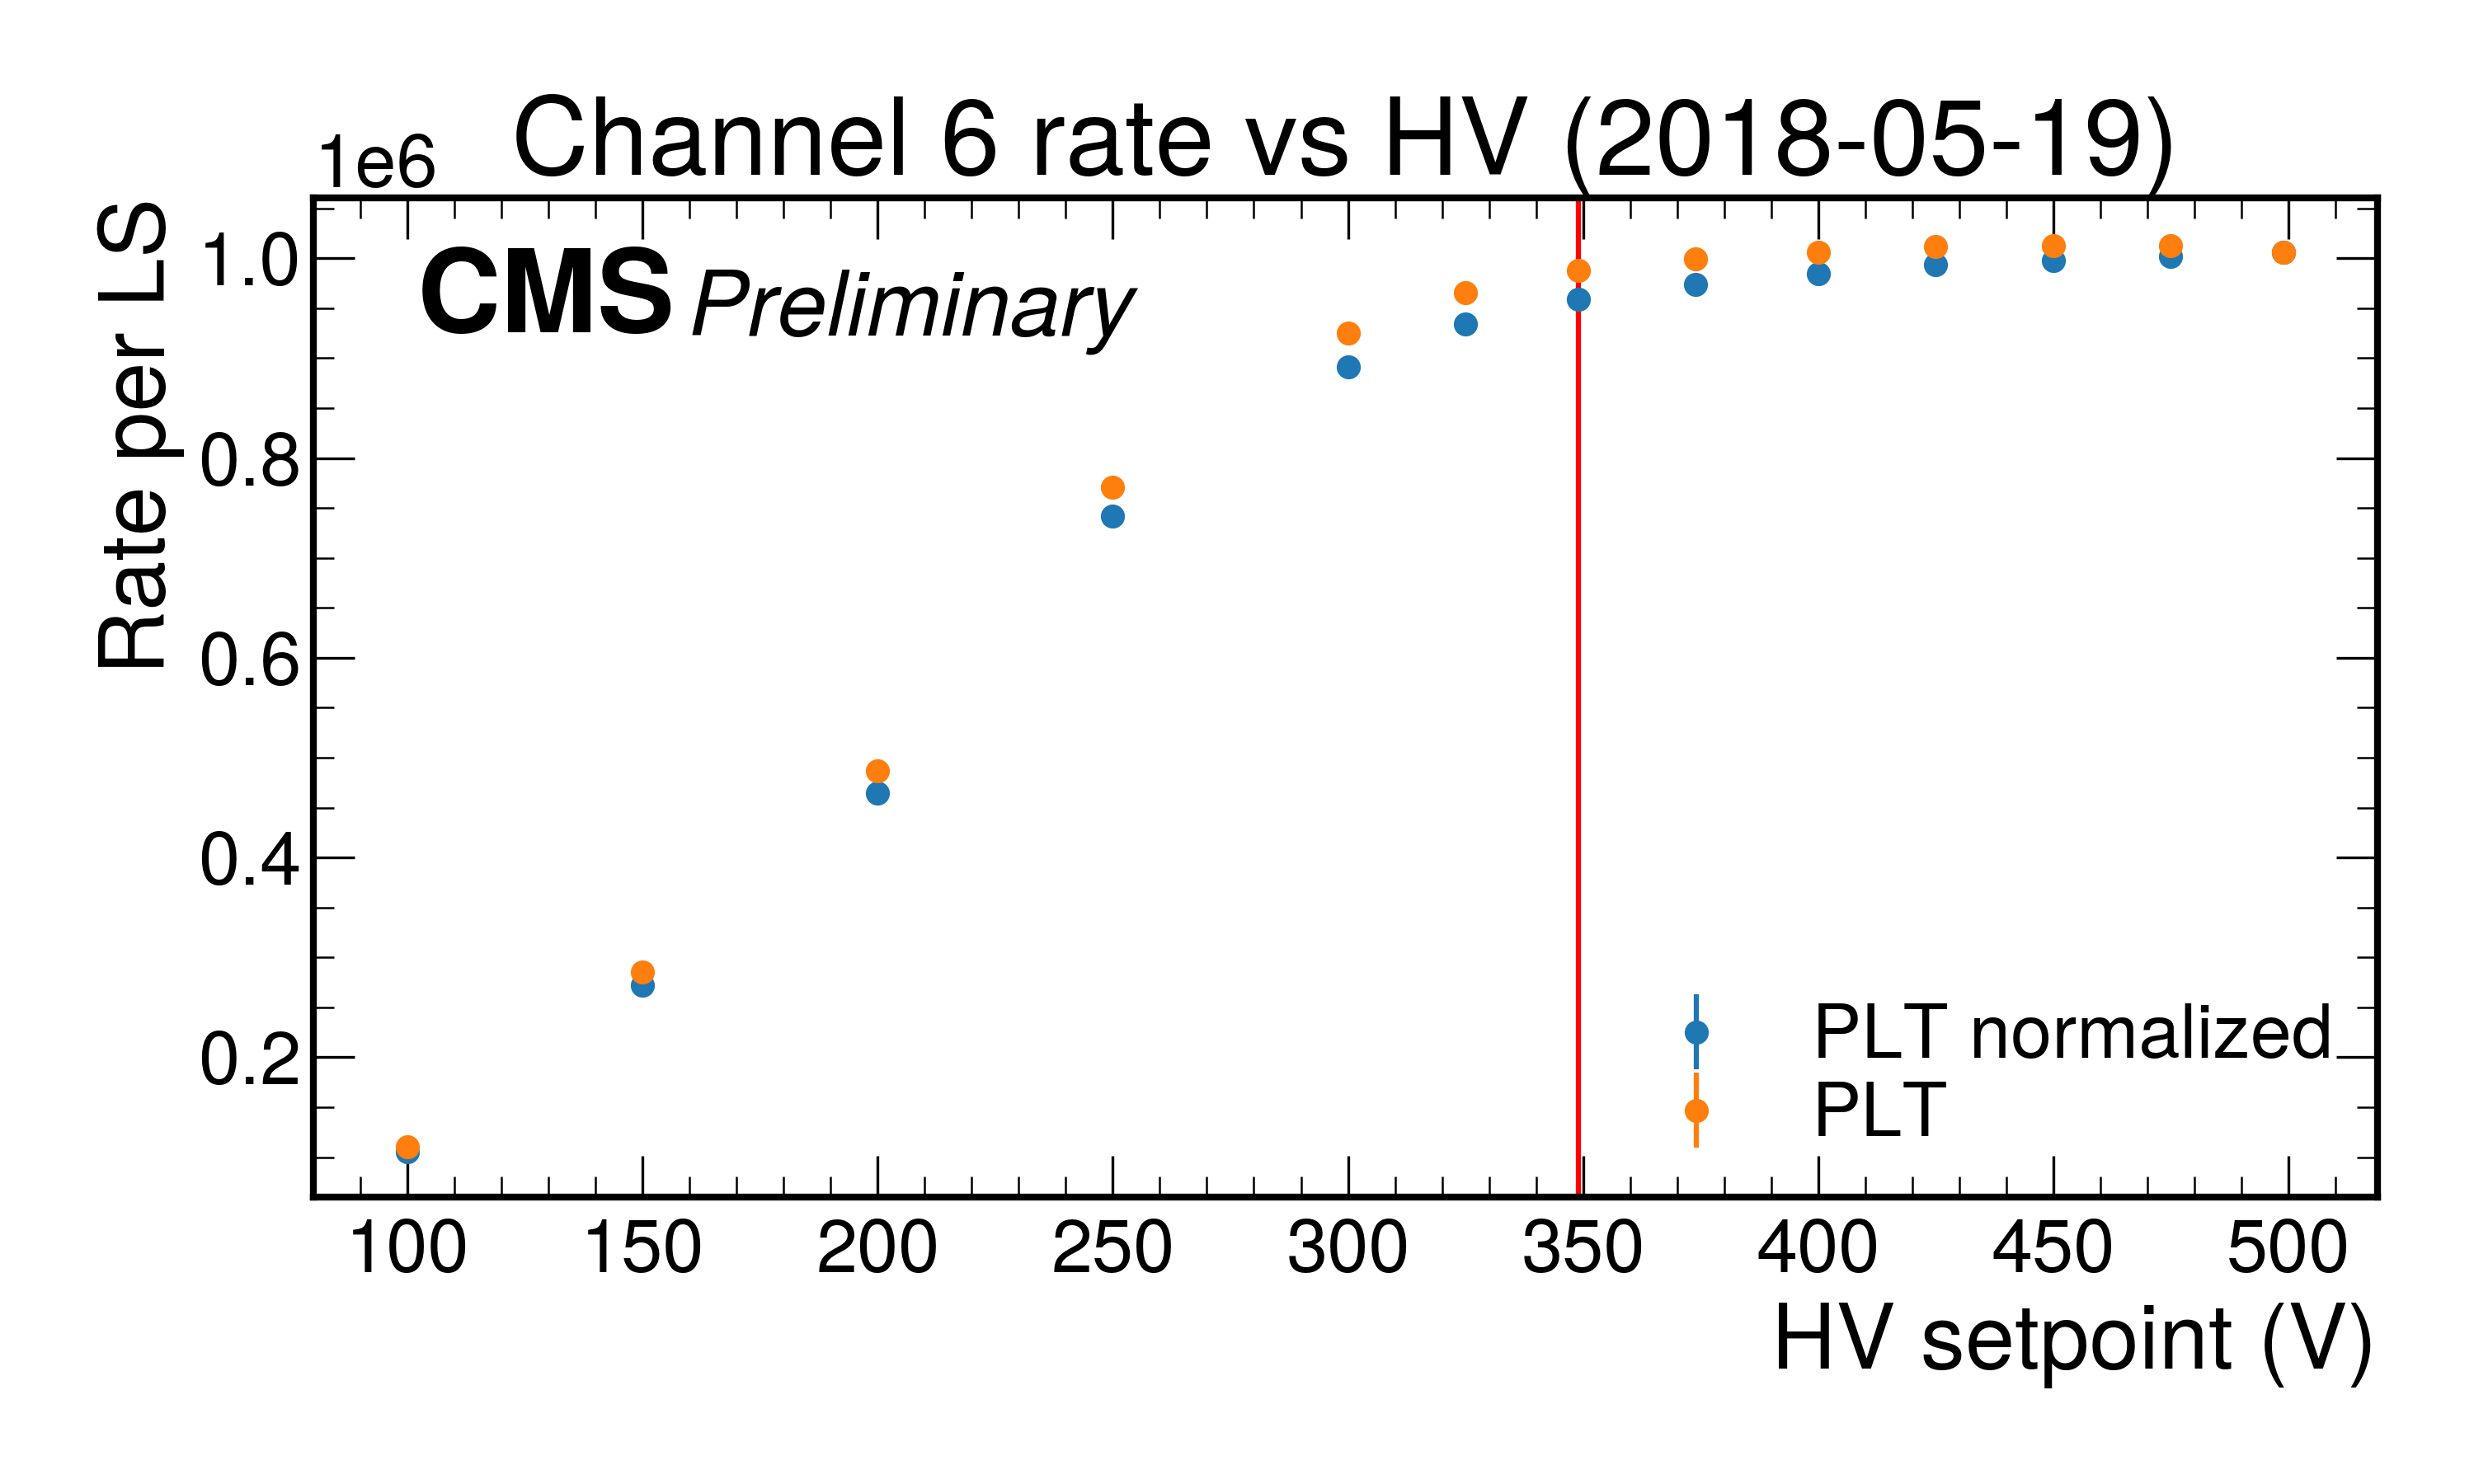 Channel 6 rate vs HV (2018-05-19)
1e6
CMS Preliminary
Rate per LS
1.0
0.8
0.6
0.4
0.2
PLT normalized
PLT
100 150 200 250 300 350 400 450 500
HV setpoint (V)